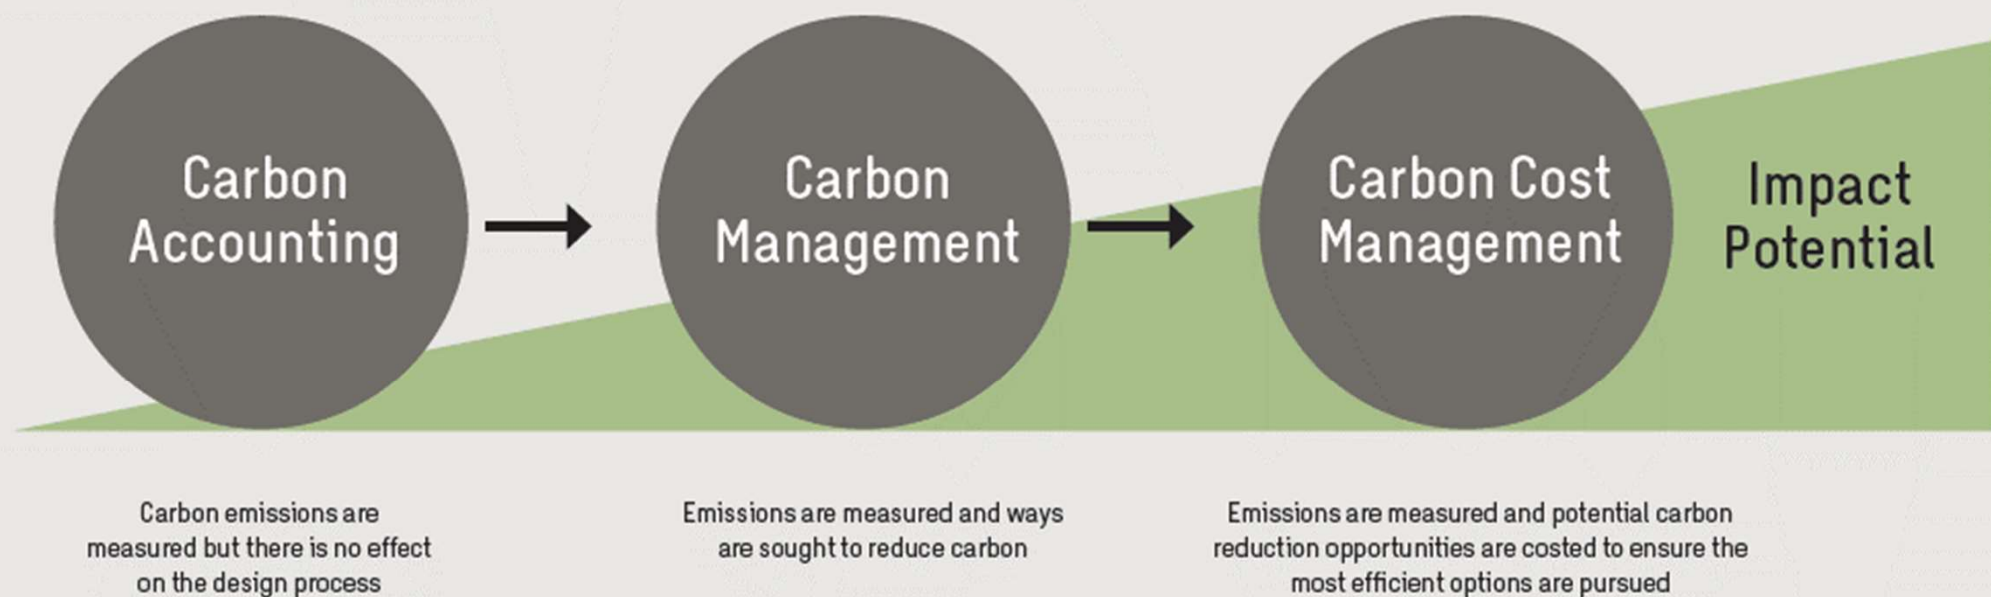 Carbon
Accounting
Carbon
Management
Carbon Cost
Management
Impact
Potential
Carbon emissions are
measured but there is no effect
on the design process
Emissions are measured and ways
are sought to reduce carbon
Emissions are measured and potential carbon
reduction opportunities are costed to ensure the
most efficient options are pursued